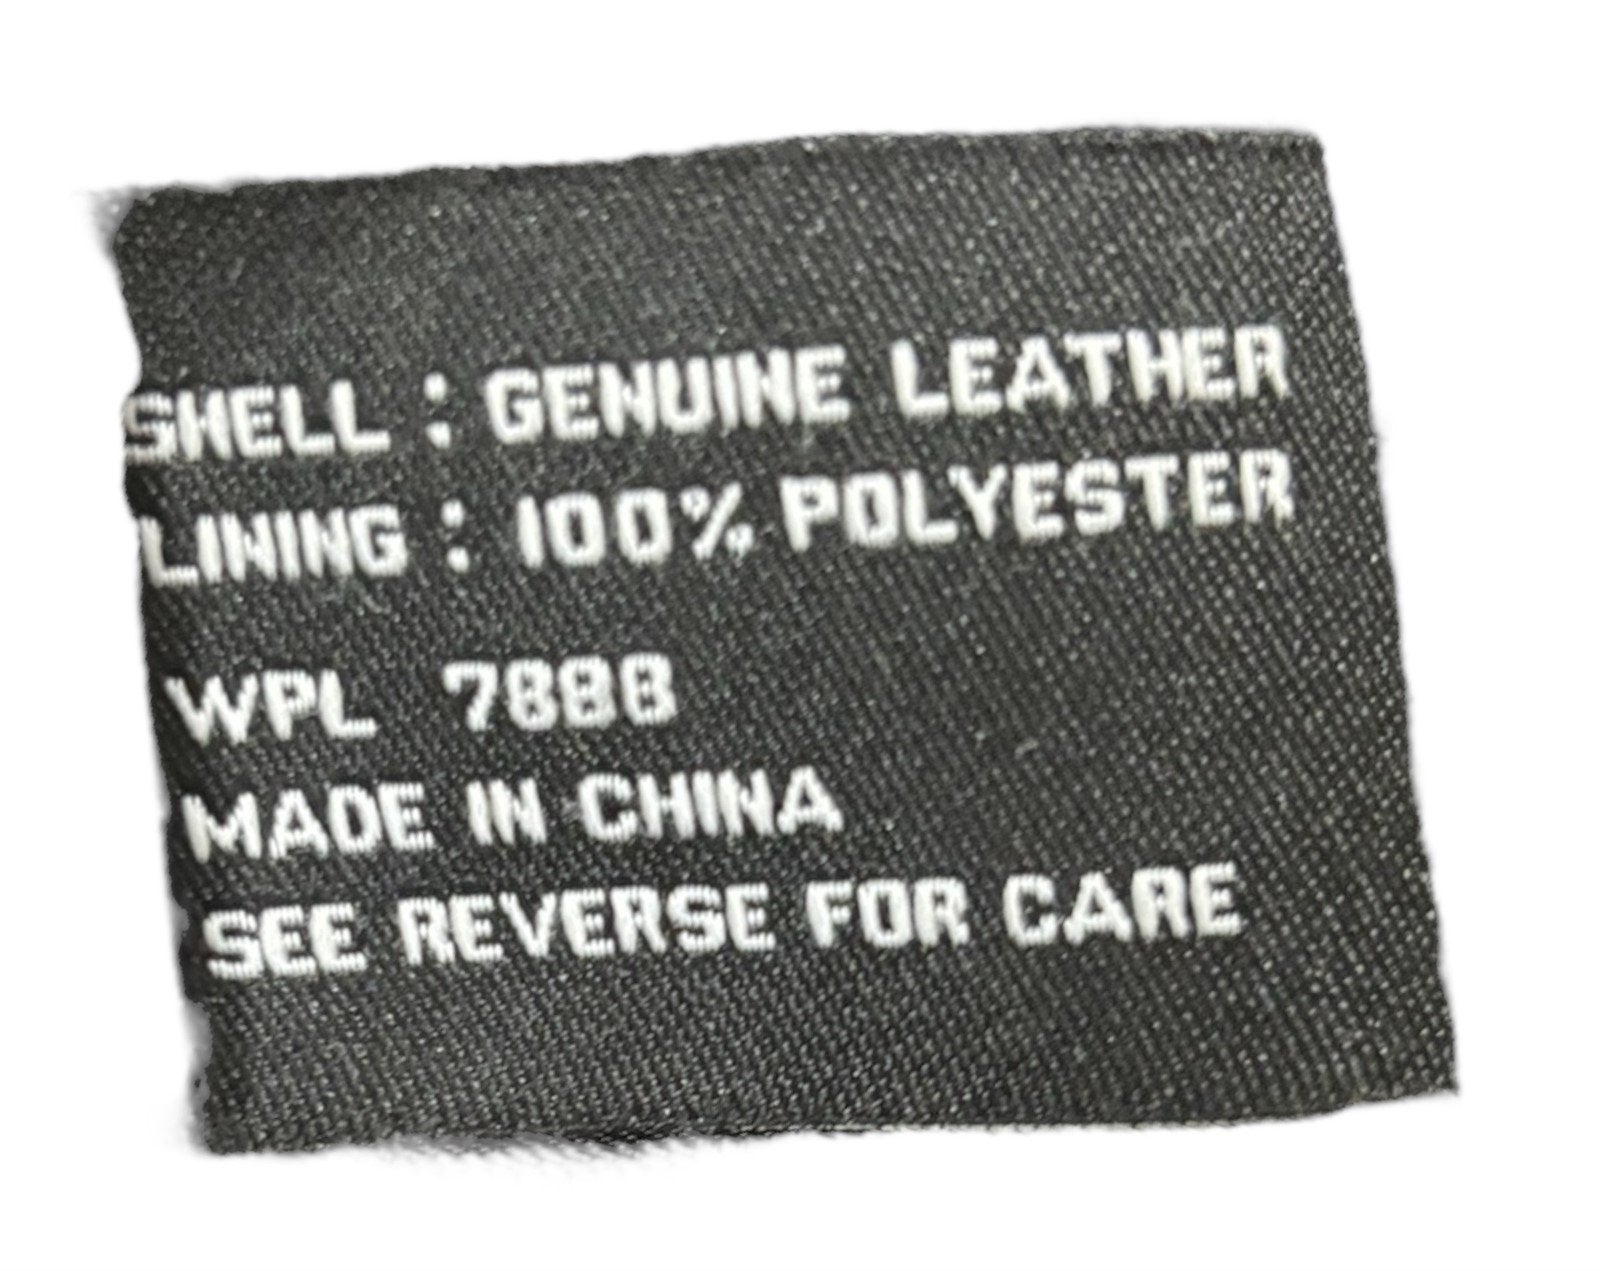 SHELL : GENUINE LEATHER
LINING : 100% POLYESTER
WPL 7888
MADE IN CHINA
SEE REVERSE FOR CARE